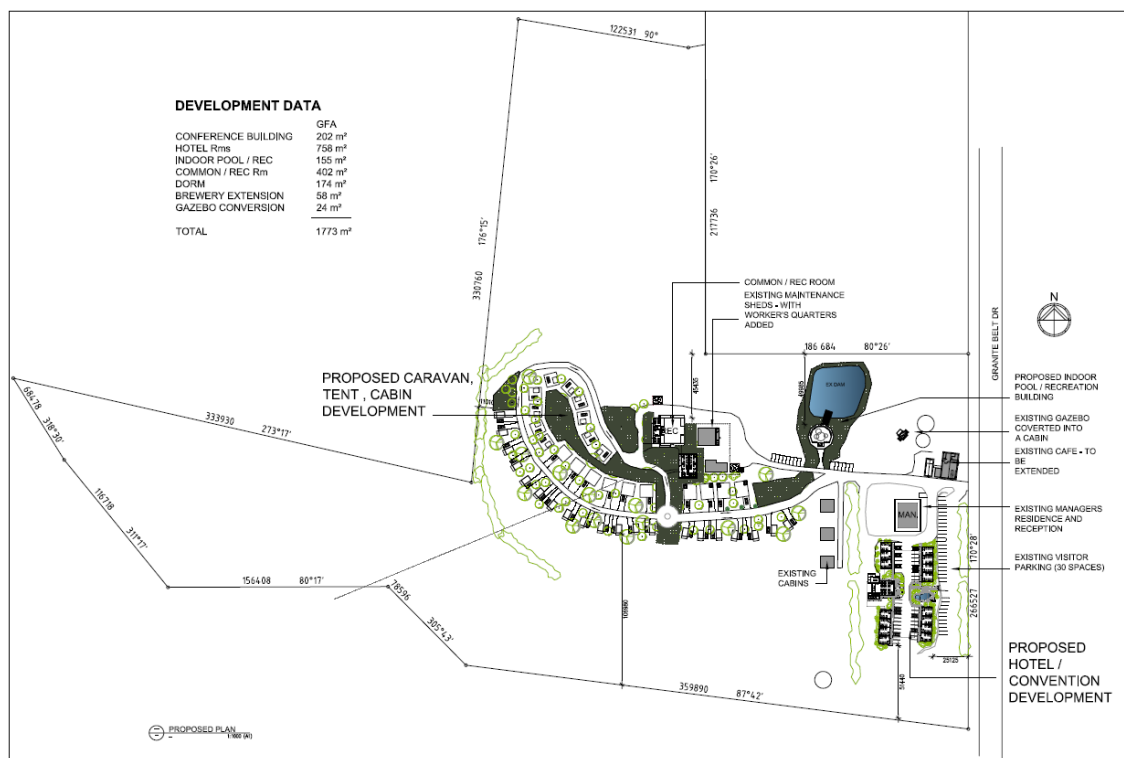 122531 90°
DEVELOPMENT DATA
GFA
CONFERENCE BUILDING 202 m²
HOTEL Rms 758 m²
INDOOR POOL / REC 155 m²
COMMON / REC Rm 402 m²
DORM 174 m²
BREWERY EXTENSION 58 m²
GAZEBO CONVERSION 24 m²
TOTAL 1773 m²
330760 176°15'
217736 170°26'
COMMON / REC ROOM
EXISTING MAINTENANCE
SHEDS - WITH
WORKER'S QUARTERS
ADDED
N
GRANITE BELT DR
186 684 80°26'
PROPOSED CARAVAN,
TENT , CABIN
DEVELOPMENT
PROPOSED INDOOR
POOL / RECREATION
BUILDING
EXISTING GAZEBO
COVERTED INTO
A CABIN
EXISTING CAFE - TO
BE
EXTENDED
REC
68478 318°30'
333930 273°17'
MAN.
EXISTING MANAGERS
RESIDENCE AND
RECEPTION
116718 311°17'
EXISTING VISITOR
PARKING (30 SPACES)
EXISTING
CABINS
156408 80°17'
78596 305°43'
266527 170°28'
25125
51440
PROPOSED
HOTEL /
CONVENTION
DEVELOPMENT
359890 87°42'
PROPOSED PLAN